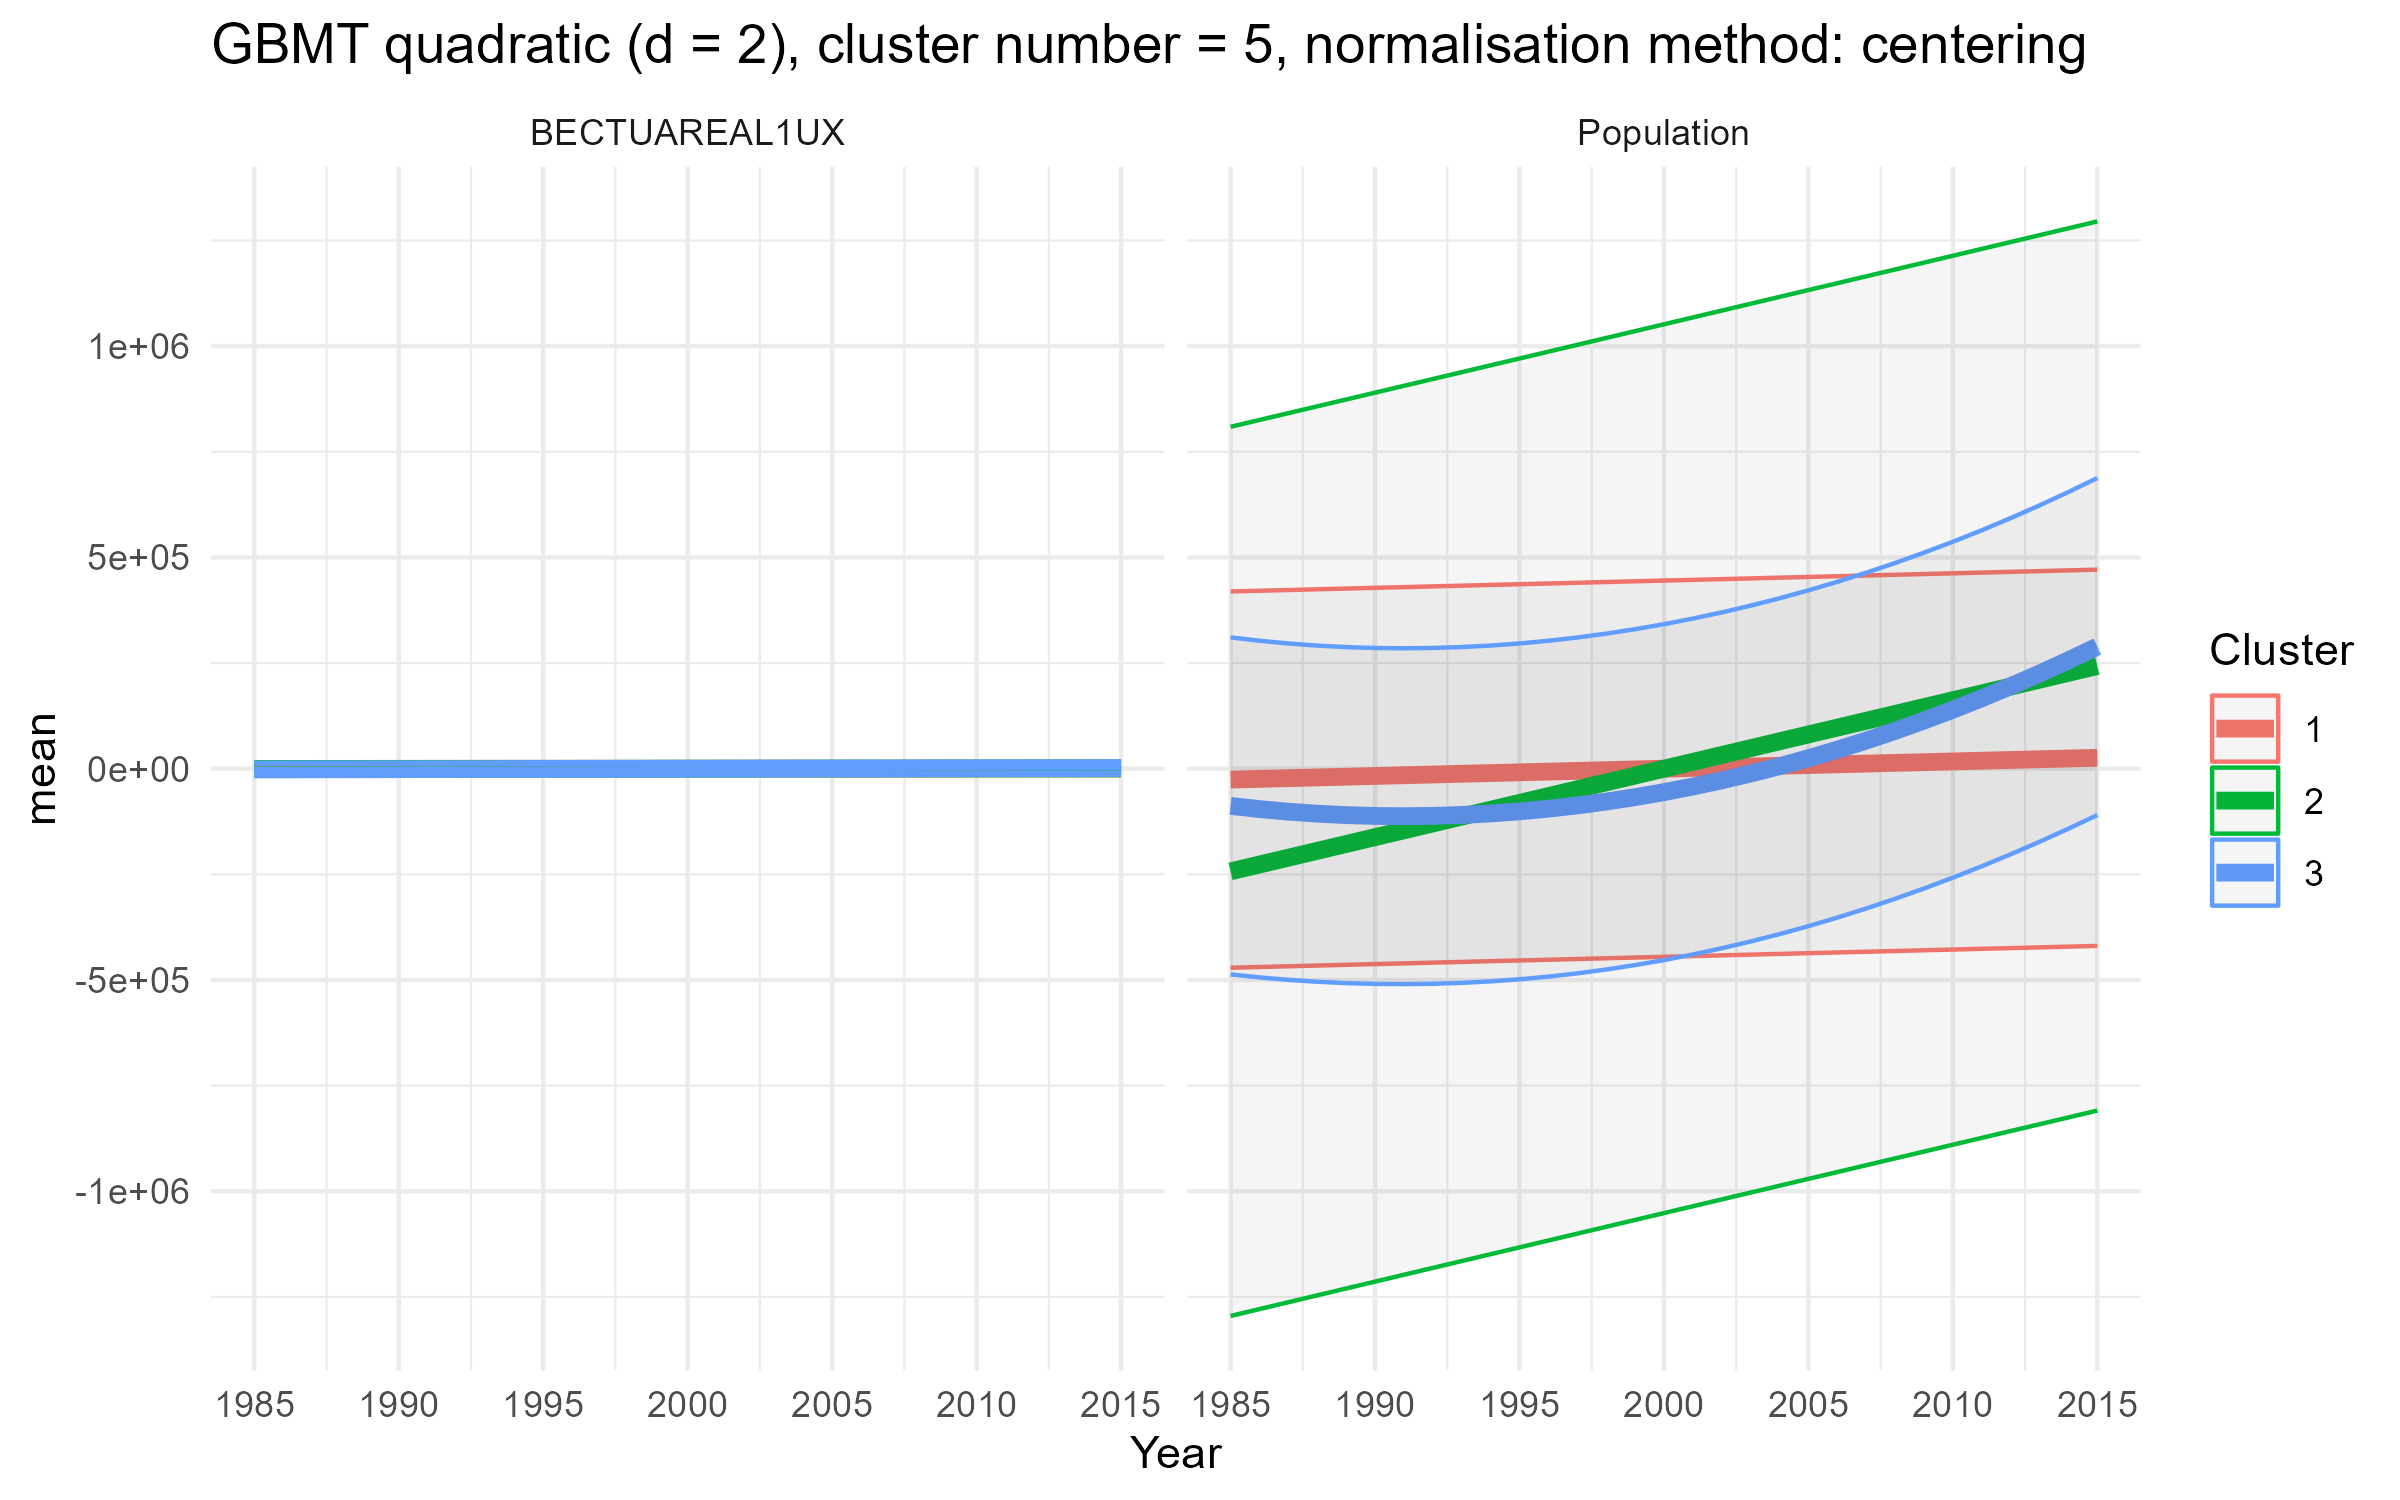 GBMT quadratic (d = 2), cluster number = 5, normalisation method: centering
BECTUAREAL1UX
Population
1e+06
5e+05
0e+00
-5e+05
-1e+06
mean
1985 1990 1995 2000 2005 2010 2015
1985 1990 1995 2000 2005 2010 2015
Year
Cluster
1
2
3